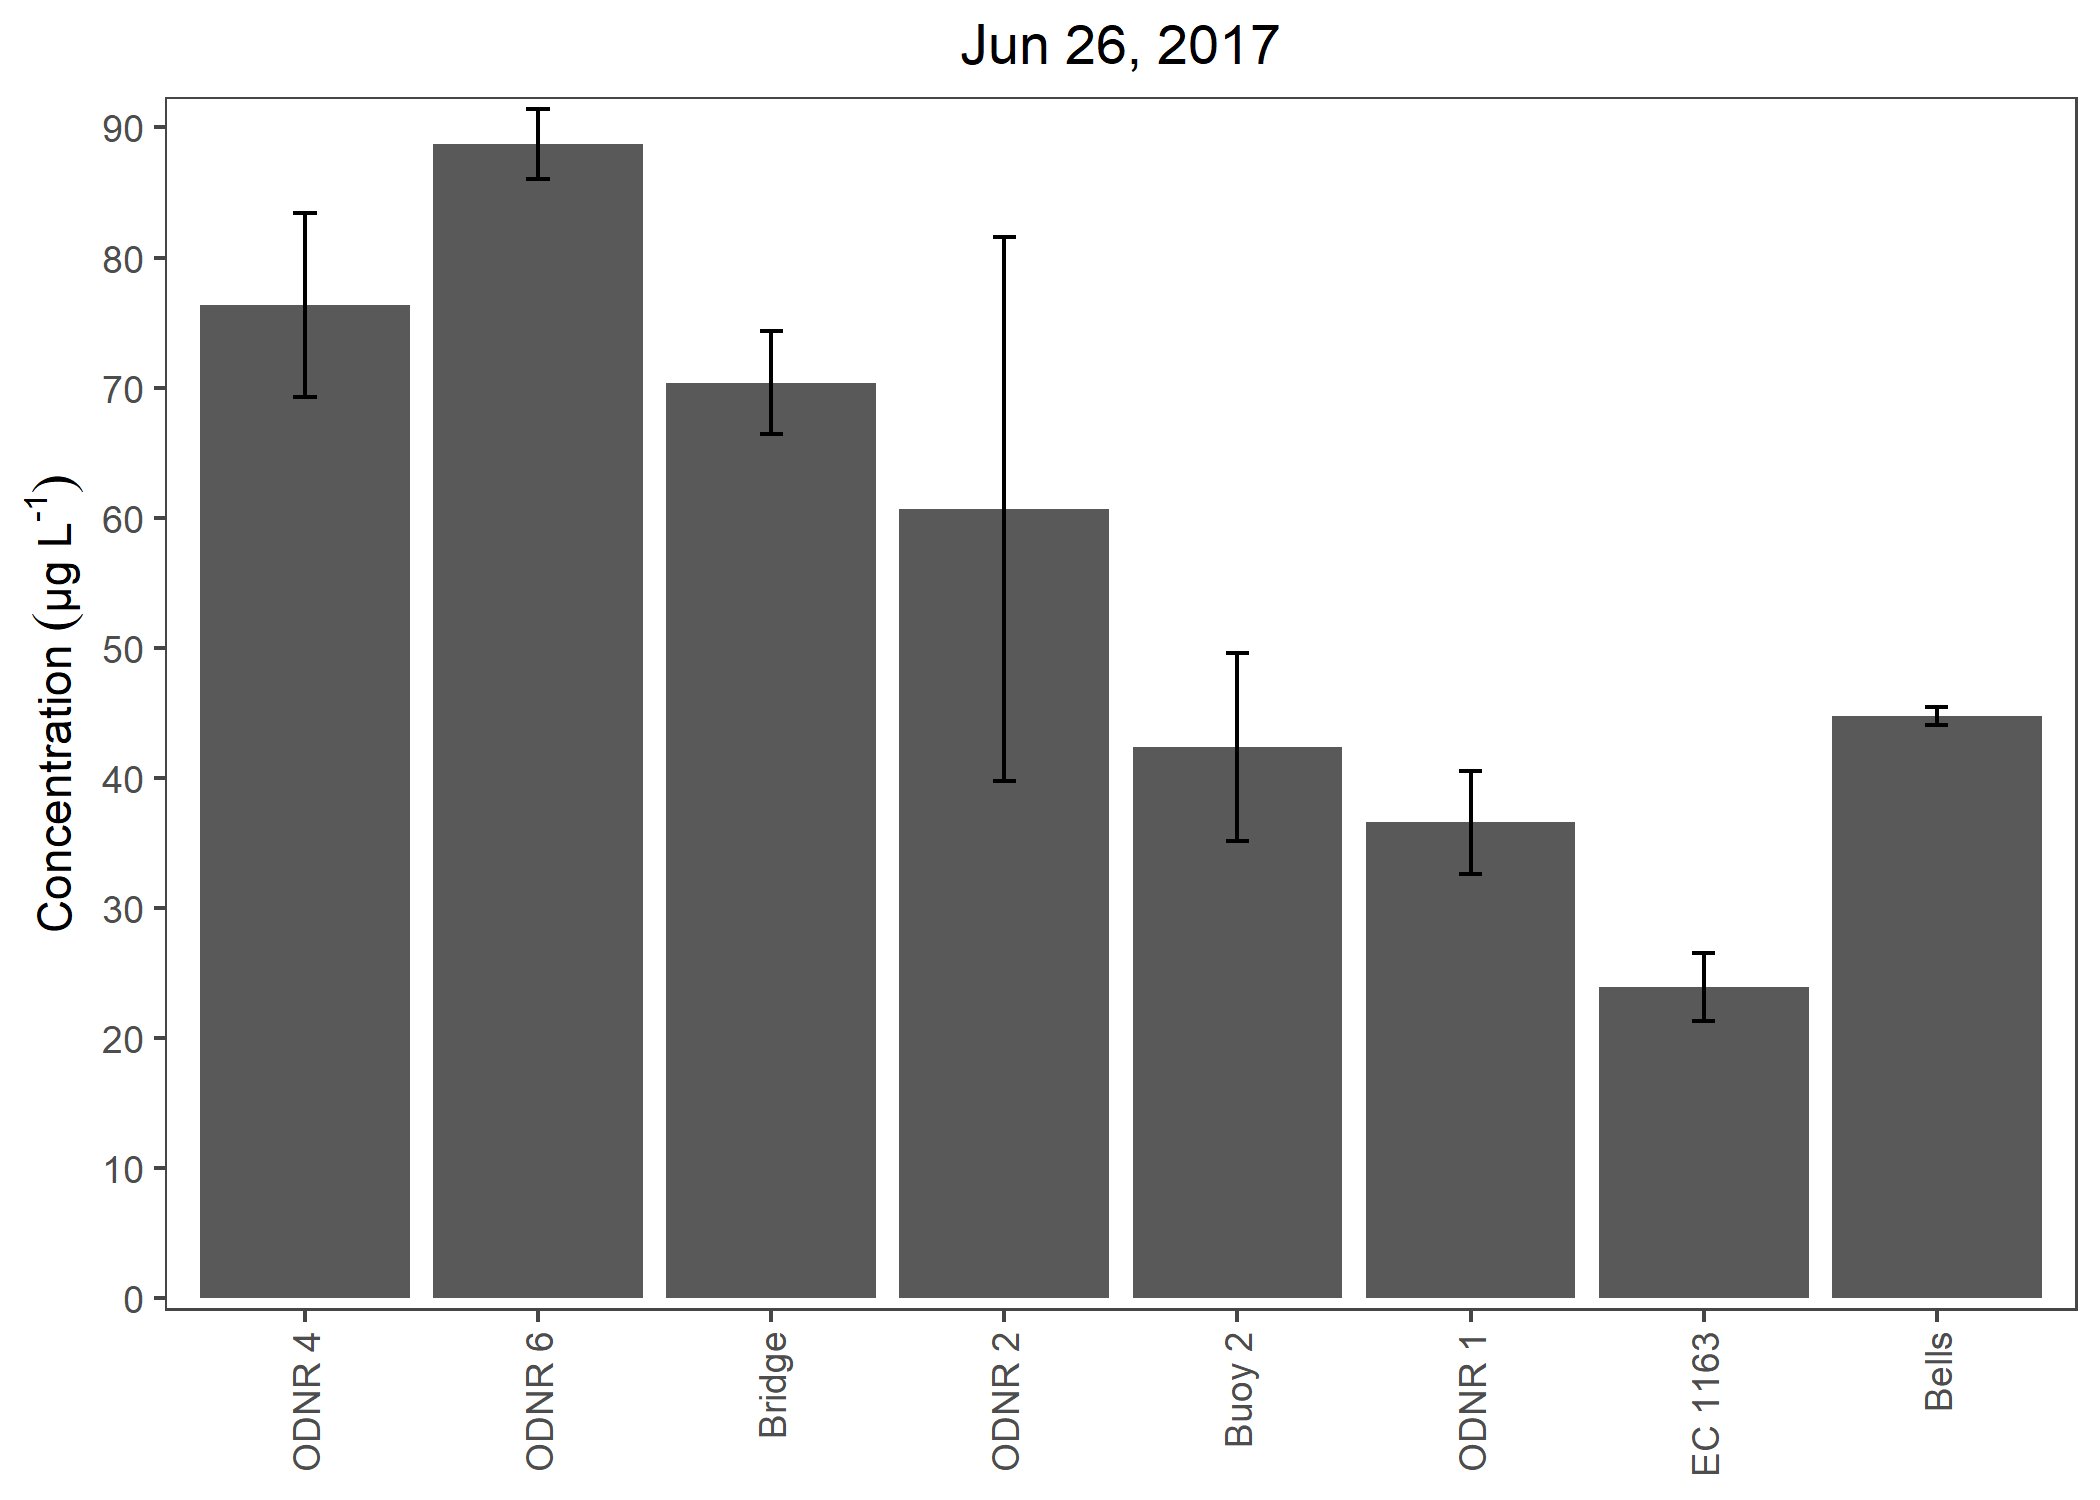 Jun 26, 2017
Concentration (µg L⁻¹)
90
80
70
60
50
40
30
20
10
0
ODNR 4
ODNR 6
Bridge
ODNR 2
Buoy 2
ODNR 1
EC 1163
Bells